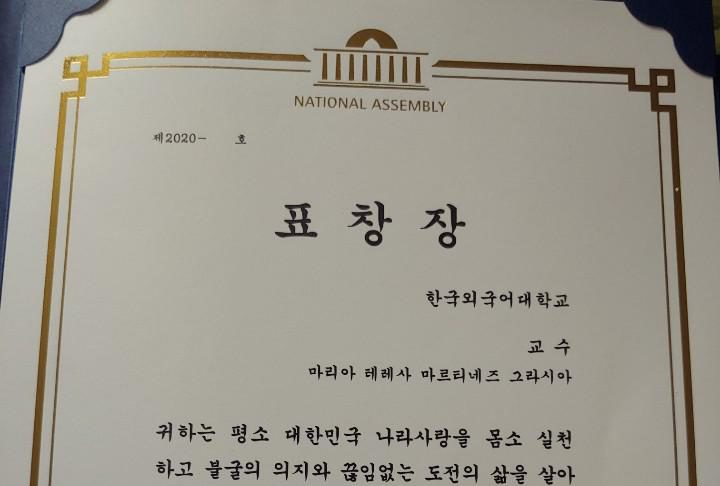 NATIONAL ASSEMBLY
제2020- 호
표 창 장
한국외국어대학교
교 수
마리아 테레사 마르티네즈 그라시아
귀하는 평소 대한민국 나라사랑을 몸소 실천
하고 불굴의 의지와 끊임없는 도전의 삶을 살아